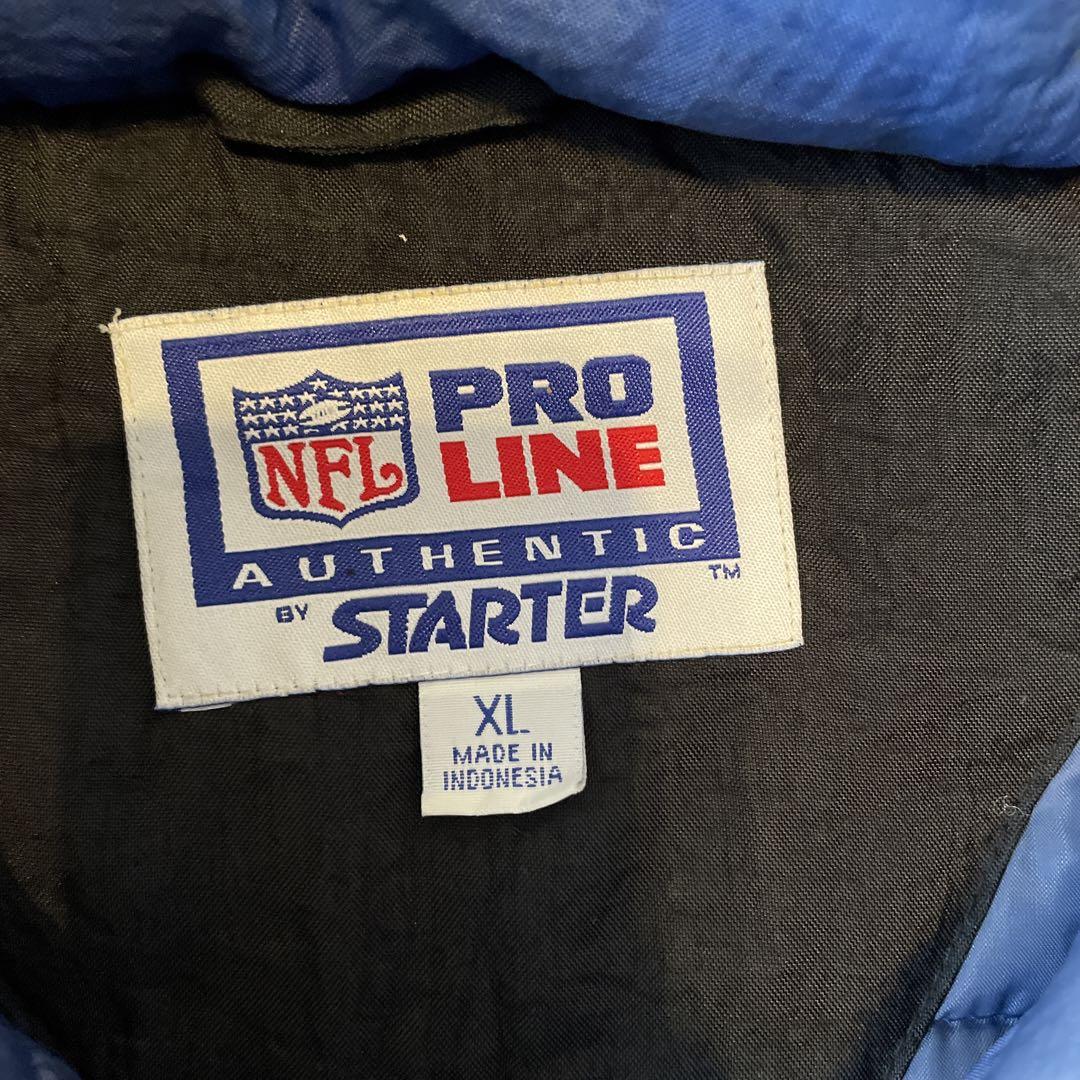 NFL
PRO
LINE
AUTHENTIC
BY STARTER ™
XL
MADE IN
INDONESIA